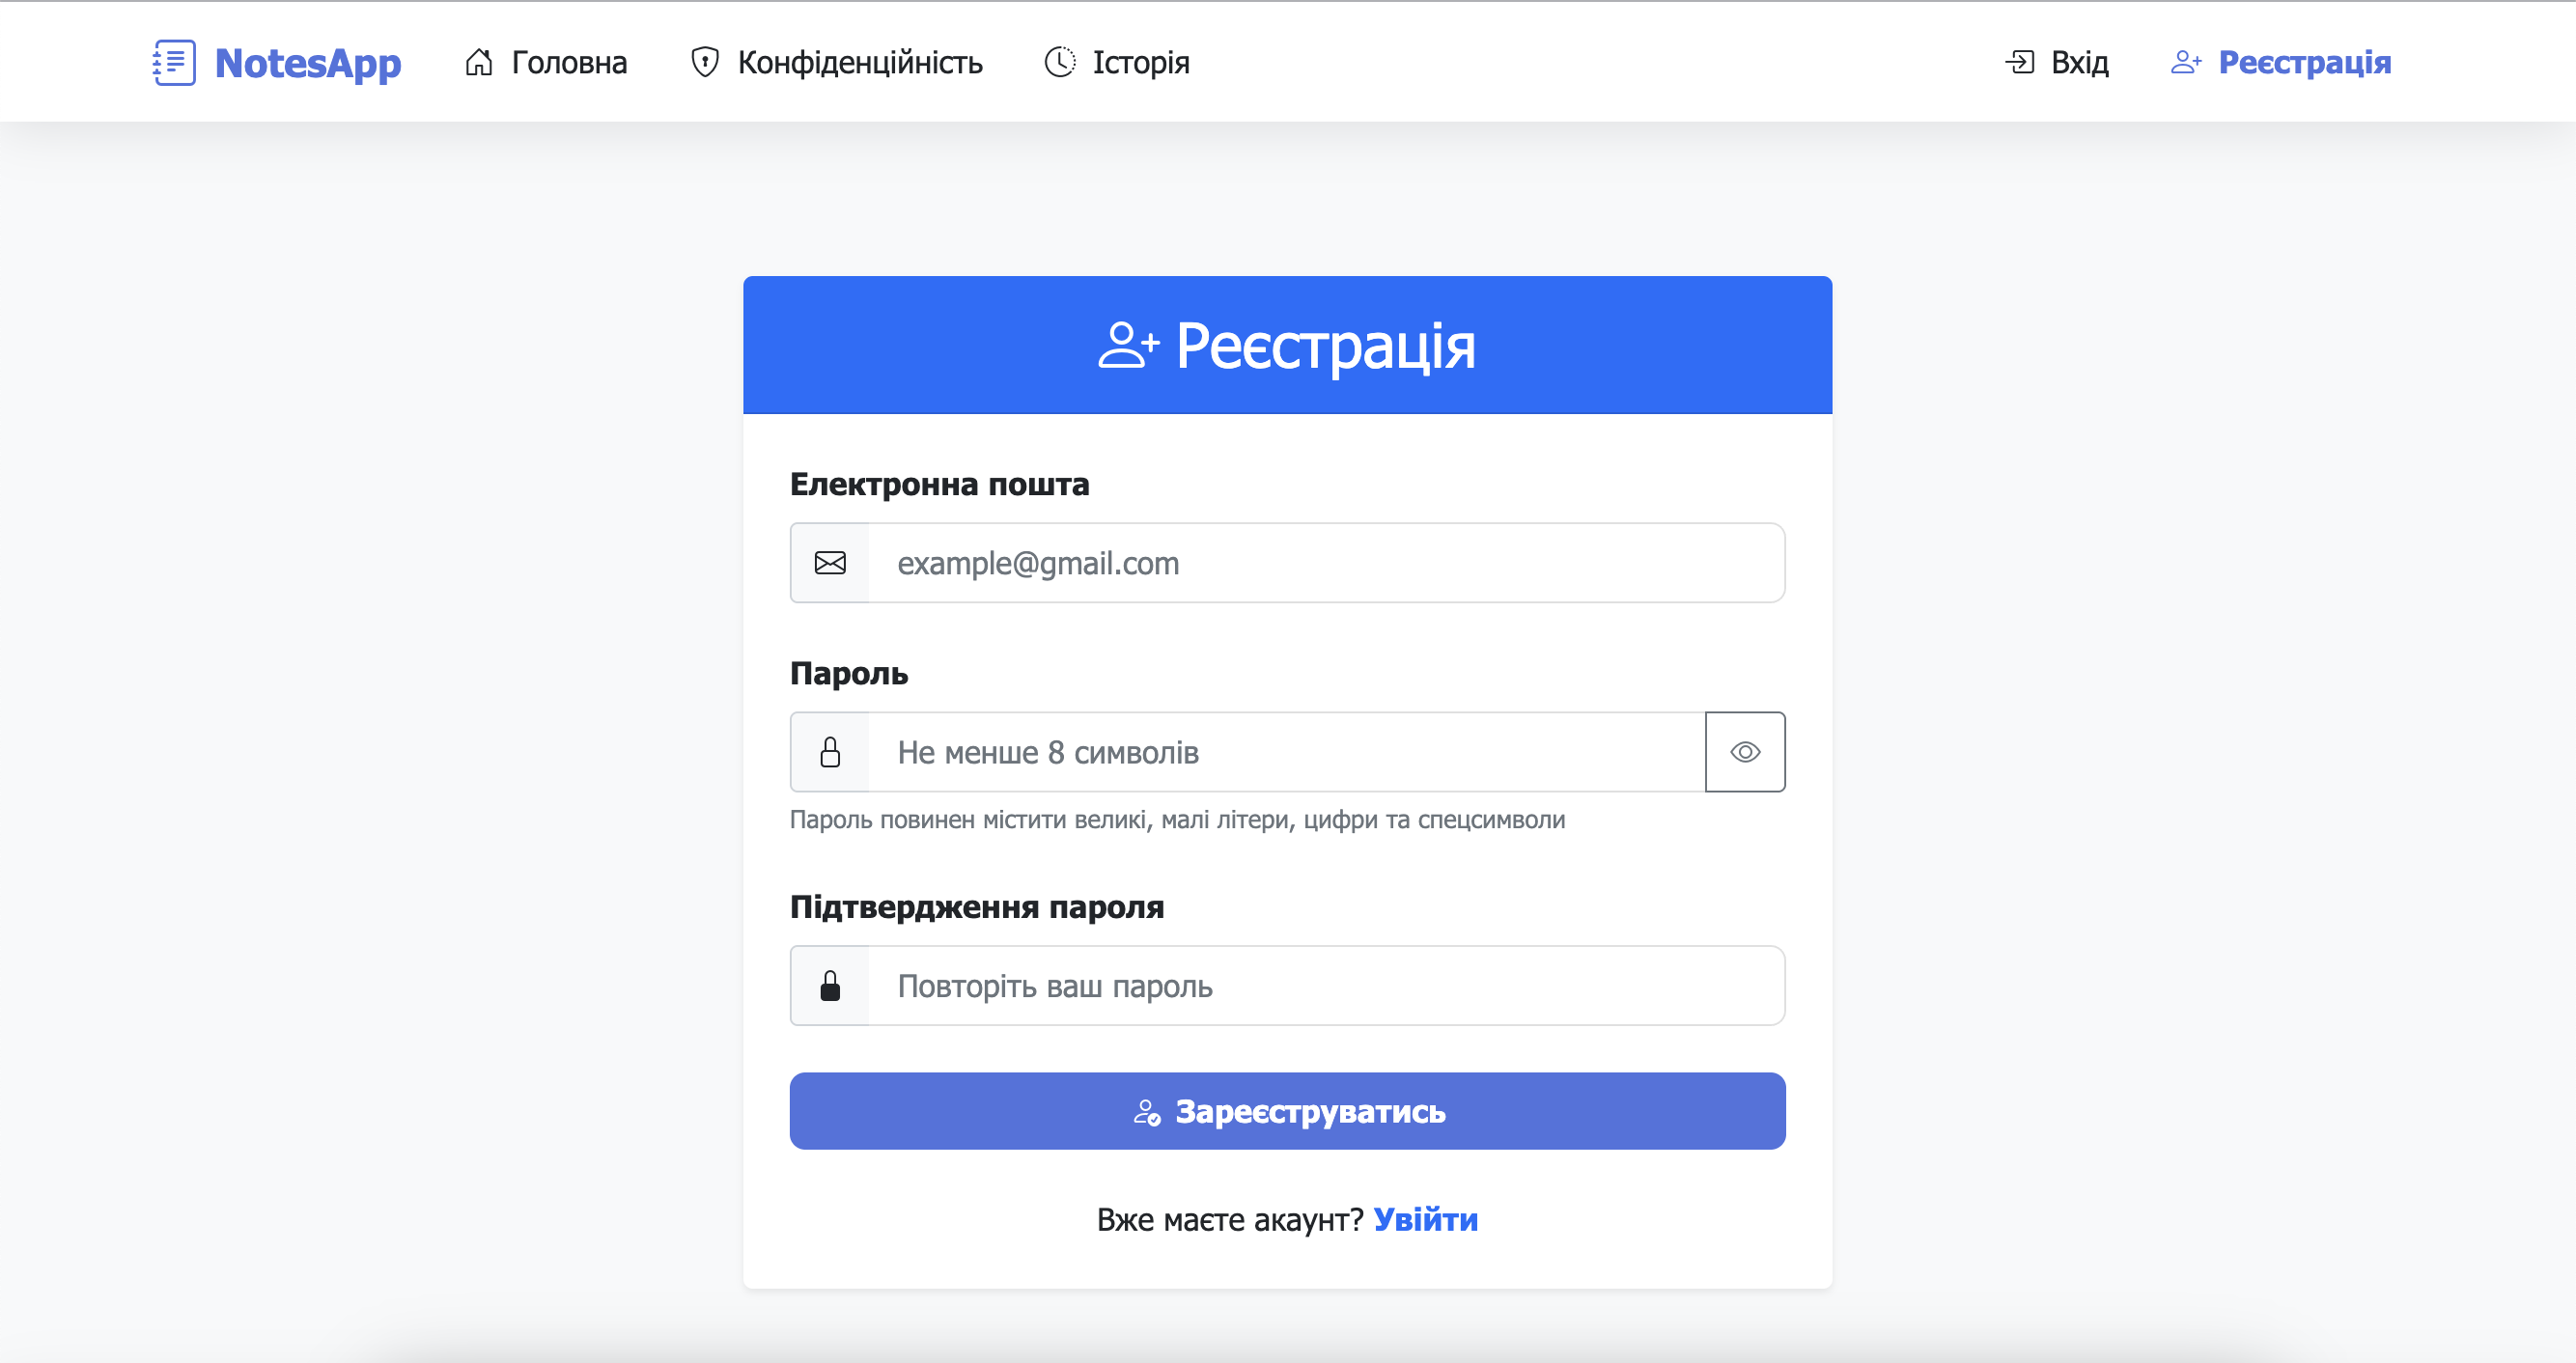 NotesApp Головна Конфіденційність Історія Вхід Реєстрація
Реєстрація
Електронна пошта
example@gmail.com
Пароль
Не менше 8 символів
Пароль повинен містити великі, малі літери, цифри та спецсимволи
Підтвердження пароля
Повторіть ваш пароль
Зареєструватись
Вже маєте акаунт? Увійти